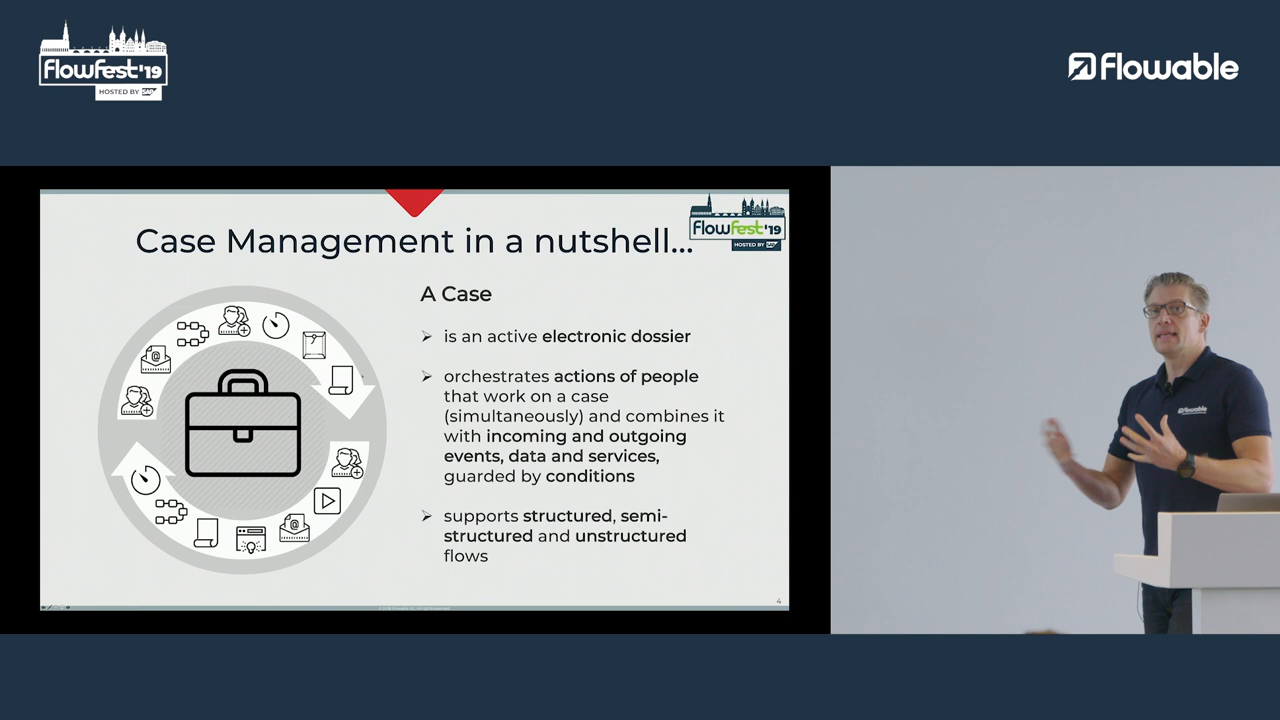 FlowFest'19
HOSTED BY SAP
Flowable
FlowFest'19
HOSTED BY SAP
Case Management in a nutshell...
A Case
is an active electronic dossier
orchestrates actions of people
that work on a case
(simultaneously) and combines it
with incoming and outgoing
events, data and services,
guarded by conditions
supports structured, semi-
structured and unstructured
flows
4
flowable